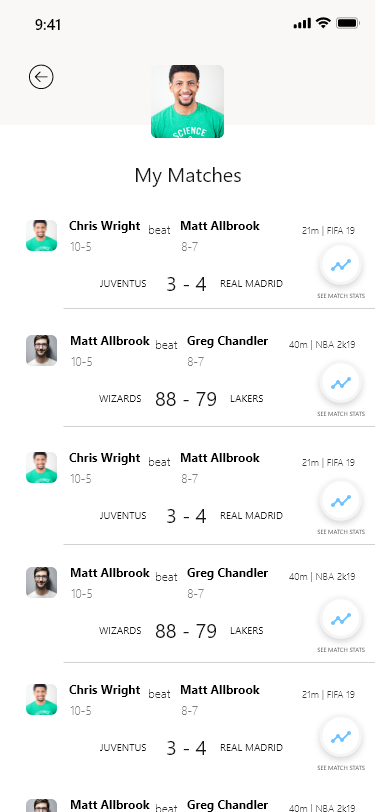 9:41
SCIENCE
My Matches
Chris Wright beat Matt Allbrook 21m | FIFA 19
10-5 8-7
JUVENTUS 3 - 4 REAL MADRID
SEE MATCH STATS
Matt Allbrook beat Greg Chandler 40m | NBA 2k19
10-5 8-7
WIZARDS 88 - 79 LAKERS
SEE MATCH STATS
Chris Wright beat Matt Allbrook 21m | FIFA 19
10-5 8-7
JUVENTUS 3 - 4 REAL MADRID
SEE MATCH STATS
Matt Allbrook beat Greg Chandler 40m | NBA 2k19
10-5 8-7
WIZARDS 88 - 79 LAKERS
SEE MATCH STATS
Chris Wright beat Matt Allbrook 21m | FIFA 19
10-5 8-7
JUVENTUS 3 - 4 REAL MADRID
SEE MATCH STATS
Matt Allbrook beat Greg Chandler 40m | NBA 2k19